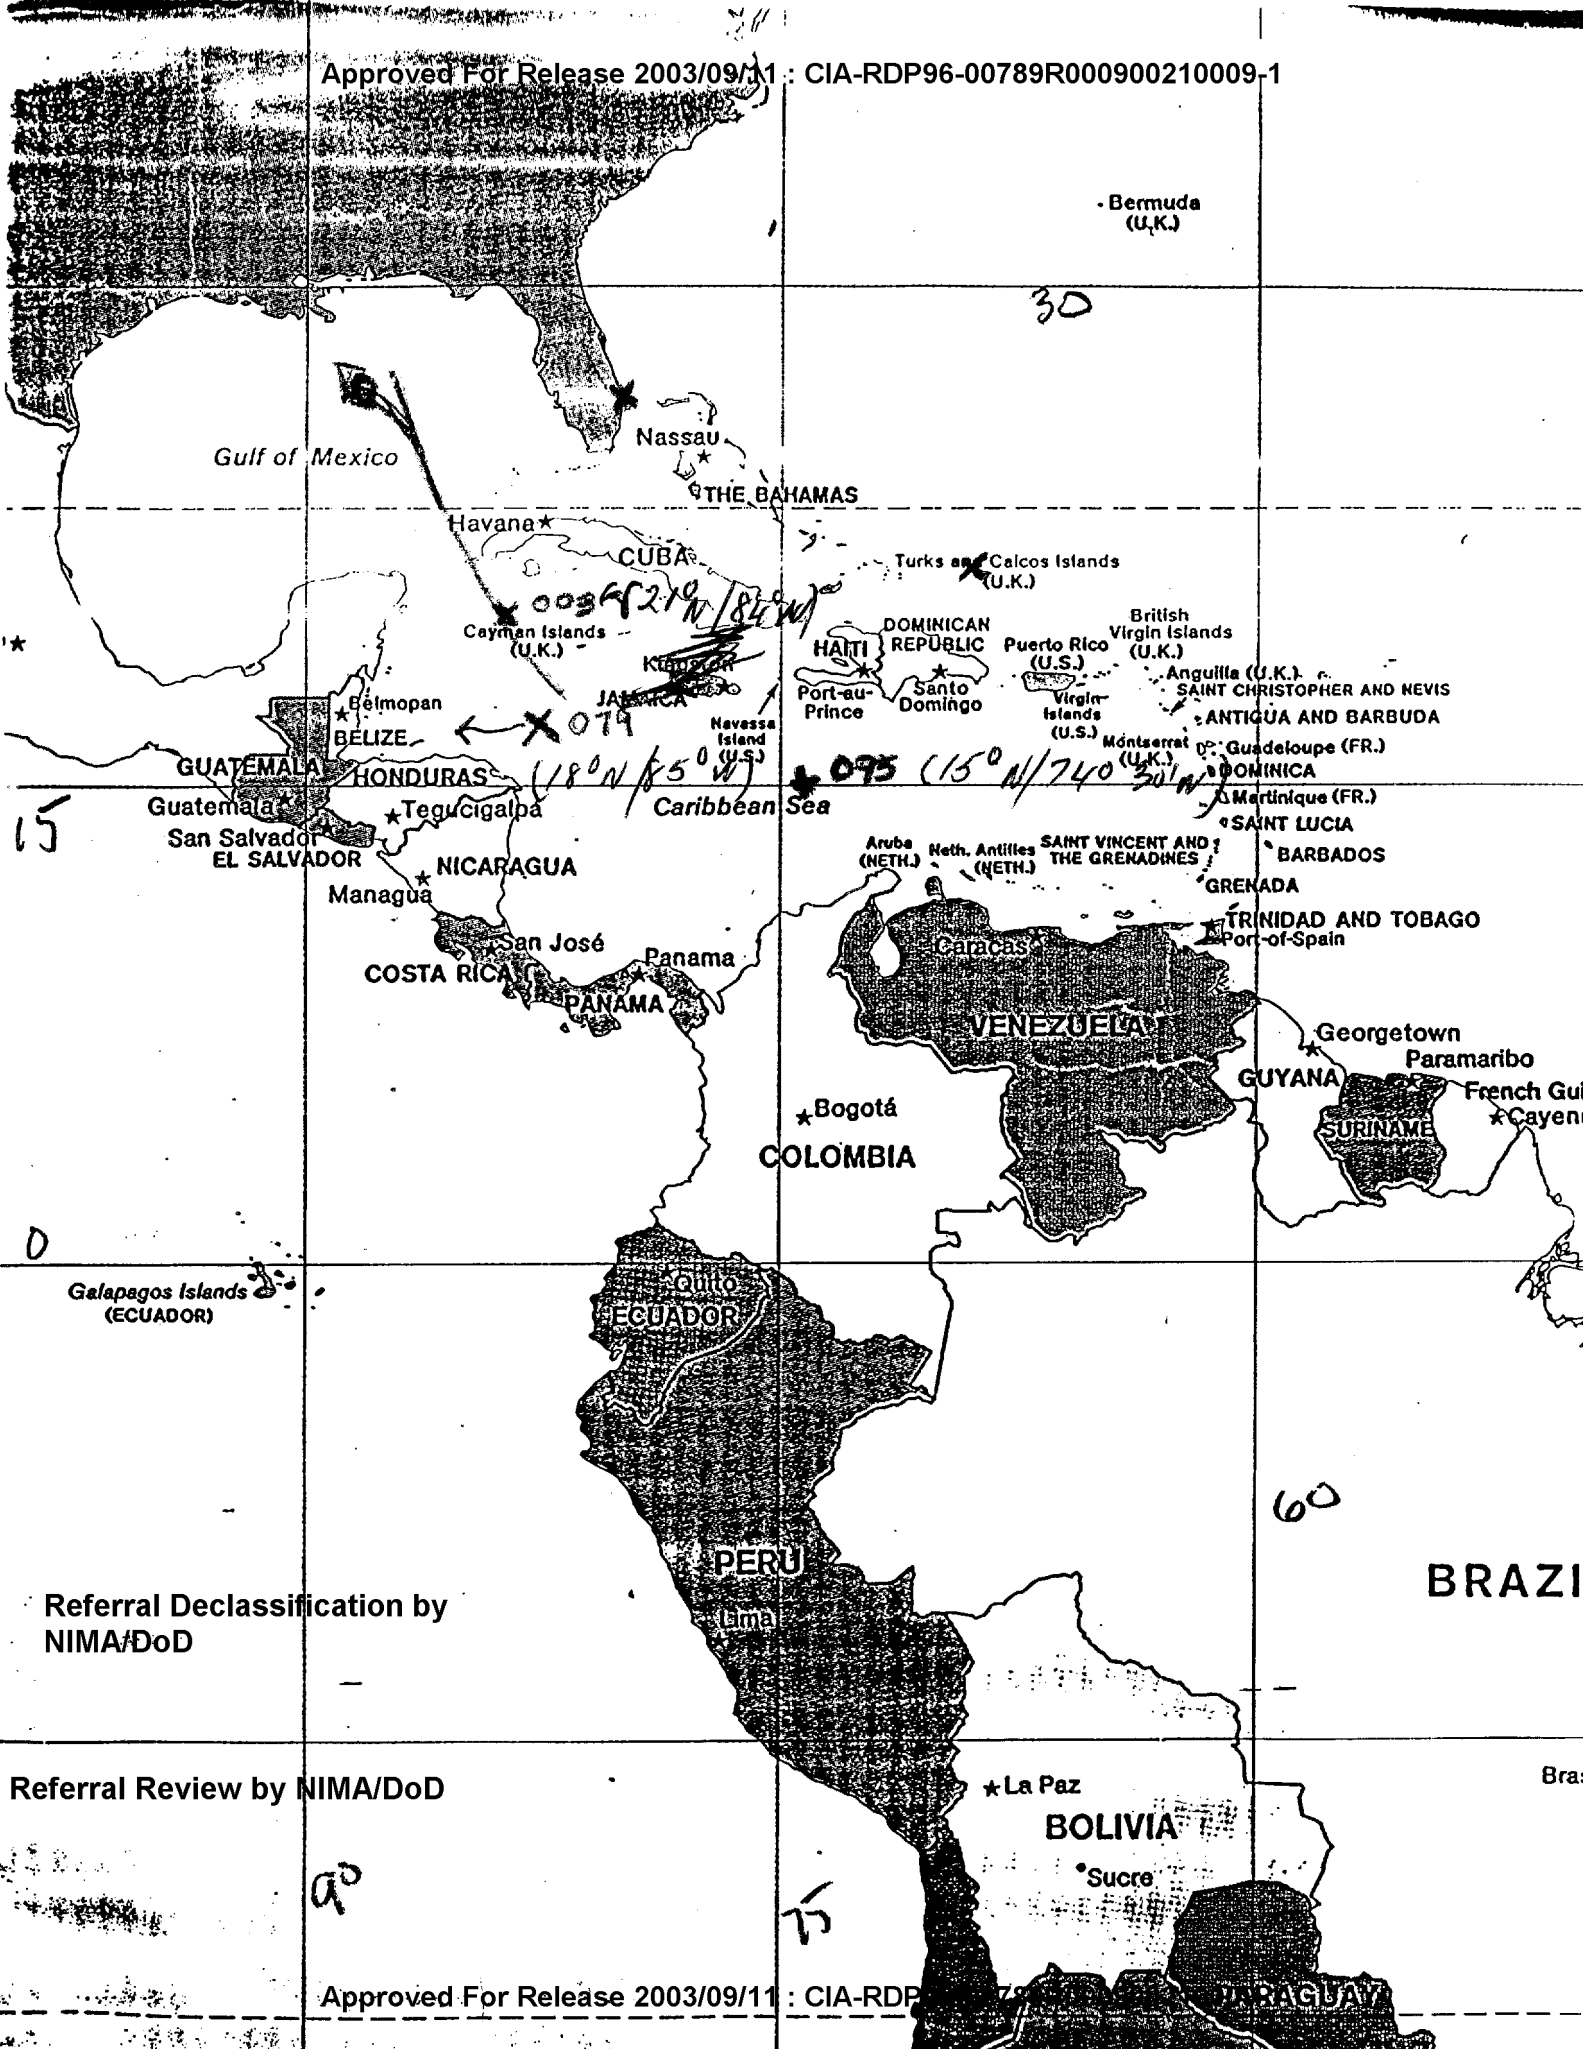 Approved For Release 2003/09/11 : CIA-RDP96-00789R000900210009-1
Bermuda
(U.K.)
30
Gulf of Mexico
Nassau
THE BAHAMAS
Havana
CUBA
Turks and Caicos Islands
(U.K.)
21°N/84°W)
Cayman Islands
(U.K.)
Kingston
JAMAICA
HAITI
Port-au-
Prince
DOMINICAN
REPUBLIC
Santo
Domingo
Puerto Rico
(U.S.)
British
Virgin Islands
(U.K.)
Virgin
Islands
(U.S.)
Anguilla (U.K.)
SAINT CHRISTOPHER AND NEVIS
ANTIGUA AND BARBUDA
Montserrat
(U.K.)
Guadeloupe (FR.)
DOMINICA
Martinique (FR.)
SAINT LUCIA
BARBADOS
SAINT VINCENT AND
THE GRENADINES
GRENADA
Navassa
Island
(U.S.)
Belmopan
BELIZE
079
(18°N/85°W)
095 (15°N/74°30'W)
GUATEMALA
HONDURAS
Guatemala
Tegucigalpa
Caribbean Sea
15
San Salvador
EL SALVADOR
NICARAGUA
Managua
Aruba
(NETH.)
Neth. Antilles
(NETH.)
TRINIDAD AND TOBAGO
Port-of-Spain
San José
COSTA RICA
Panama
PANAMA
Caracas
VENEZUELA
Georgetown
GUYANA
Paramaribo
SURINAME
French Gui
Cayen
Bogotá
COLOMBIA
0
Galapagos Islands
(ECUADOR)
Quito
ECUADOR
60
PERU
Lima
BRAZI
Referral Declassification by
NIMA/DoD
Referral Review by NIMA/DoD
La Paz
BOLIVIA
Sucre
Bras
90
75
PARAGUAY
Approved For Release 2003/09/11 : CIA-RDP